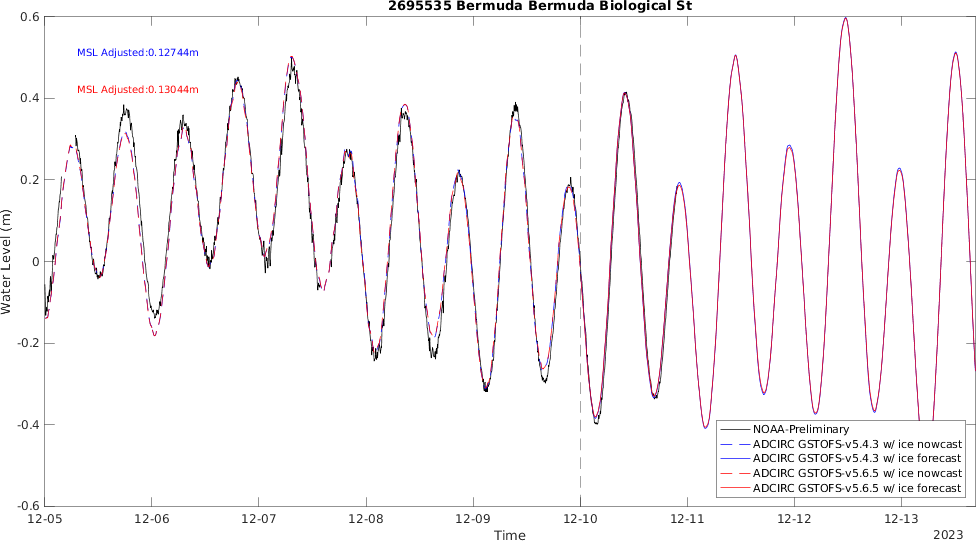 2695535 Bermuda Bermuda Biological St
MSL Adjusted:0.12744m
MSL Adjusted:0.13044m
Water Level (m)
0.6
0.4
0.2
0
-0.2
-0.4
-0.6
NOAA-Preliminary
ADCIRC GSTOFS-v5.4.3 w/ ice nowcast
ADCIRC GSTOFS-v5.4.3 w/ ice forecast
ADCIRC GSTOFS-v5.6.5 w/ ice nowcast
ADCIRC GSTOFS-v5.6.5 w/ ice forecast
12-05 12-06 12-07 12-08 12-09 12-10 12-11 12-12 12-13
Time
2023